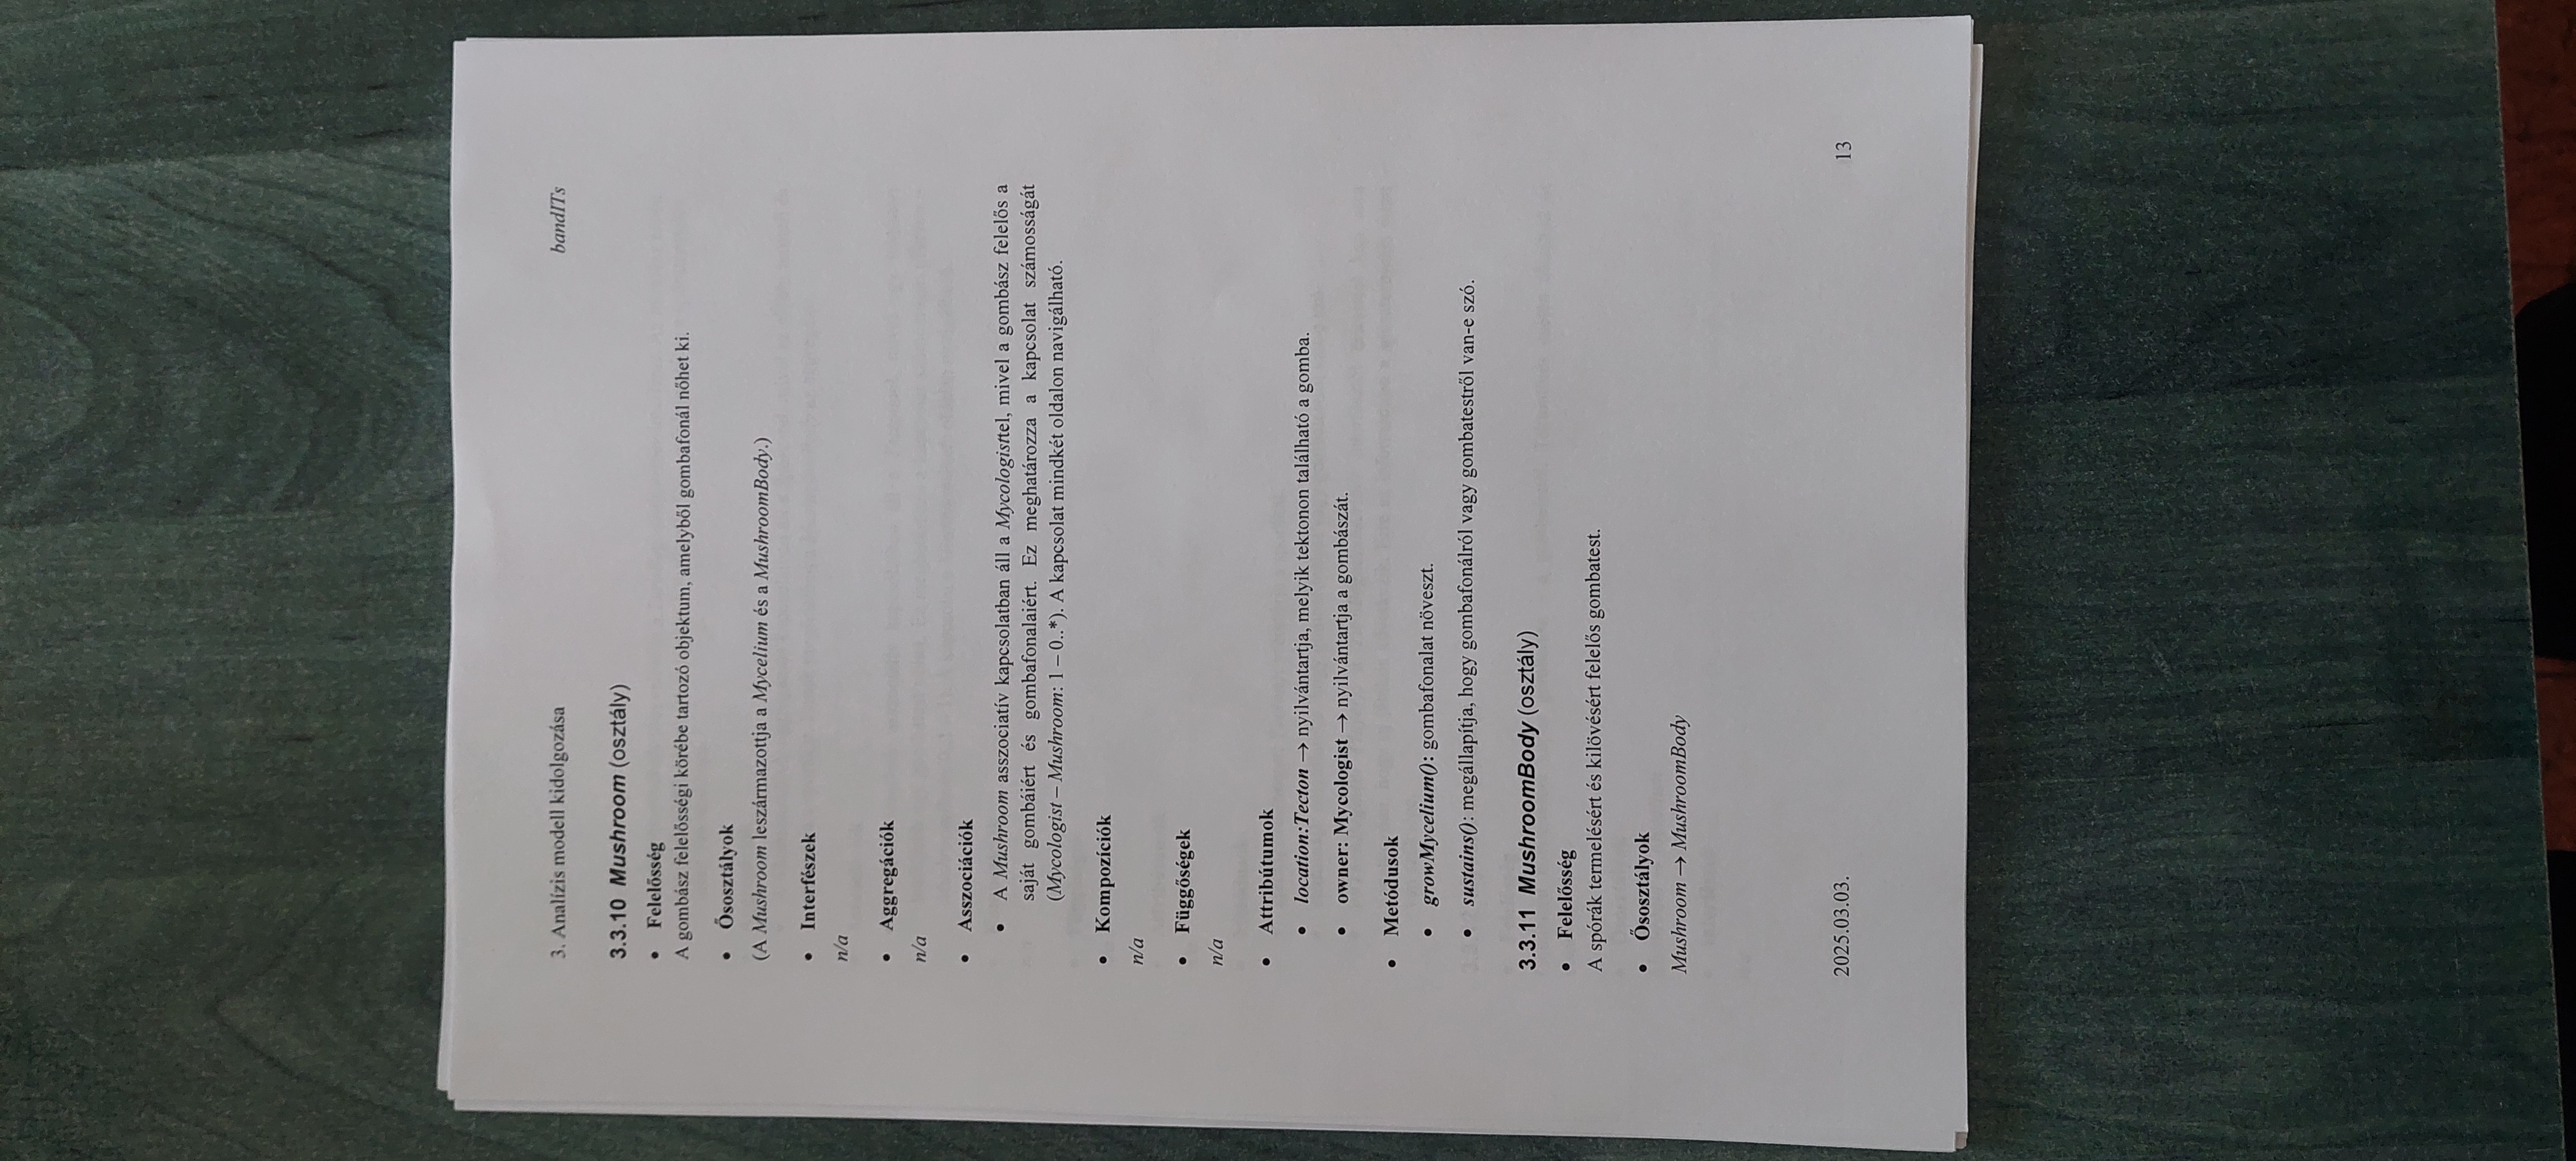 3. Analízis modell kidolgozása bandITs
3.3.10 Mushroom (osztály)
• Felelősség
A gombász felelősségi körébe tartozó objektum, amelyből gombafonál nőhet ki.
• Ősosztályok
(A Mushroom leszármazottja a Mycelium és a MushroomBody.)
• Interfészek
n/a
• Aggregációk
n/a
• Asszociációk
• A Mushroom asszociatív kapcsolatban áll a Mycologisttel, mivel a gombász felelős a
saját gombáiért és gombafonalaiért. Ez meghatározza a kapcsolat számosságát
(Mycologist – Mushroom: 1 – 0..*). A kapcsolat mindkét oldalon navigálható.
• Kompozíciók
n/a
• Függőségek
n/a
• Attribútumok
• location:Tecton → nyilvántartja, melyik tektonon található a gomba.
• owner: Mycologist → nyilvántartja a gombászát.
• Metódusok
• growMycelium(): gombafonalat növeszt.
• sustains(): megállapítja, hogy gombafonálról vagy gombatestről van-e szó.
3.3.11 MushroomBody (osztály)
• Felelősség
A spórák termelésért és kilövésért felelős gombatest.
• Ősosztályok
Mushroom → MushroomBody
2025.03.03. 13